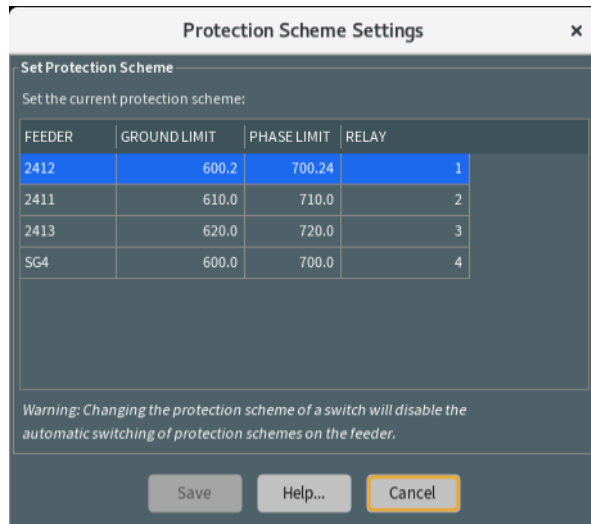 Protection Scheme Settings ×
Set Protection Scheme
Set the current protection scheme:
FEEDER GROUND LIMIT PHASE LIMIT RELAY
2412 600.2 700.24 1
2411 610.0 710.0 2
2413 620.0 720.0 3
SG4 600.0 700.0 4
Warning: Changing the protection scheme of a switch will disable the
automatic switching of protection schemes on the feeder.
Save Help... Cancel